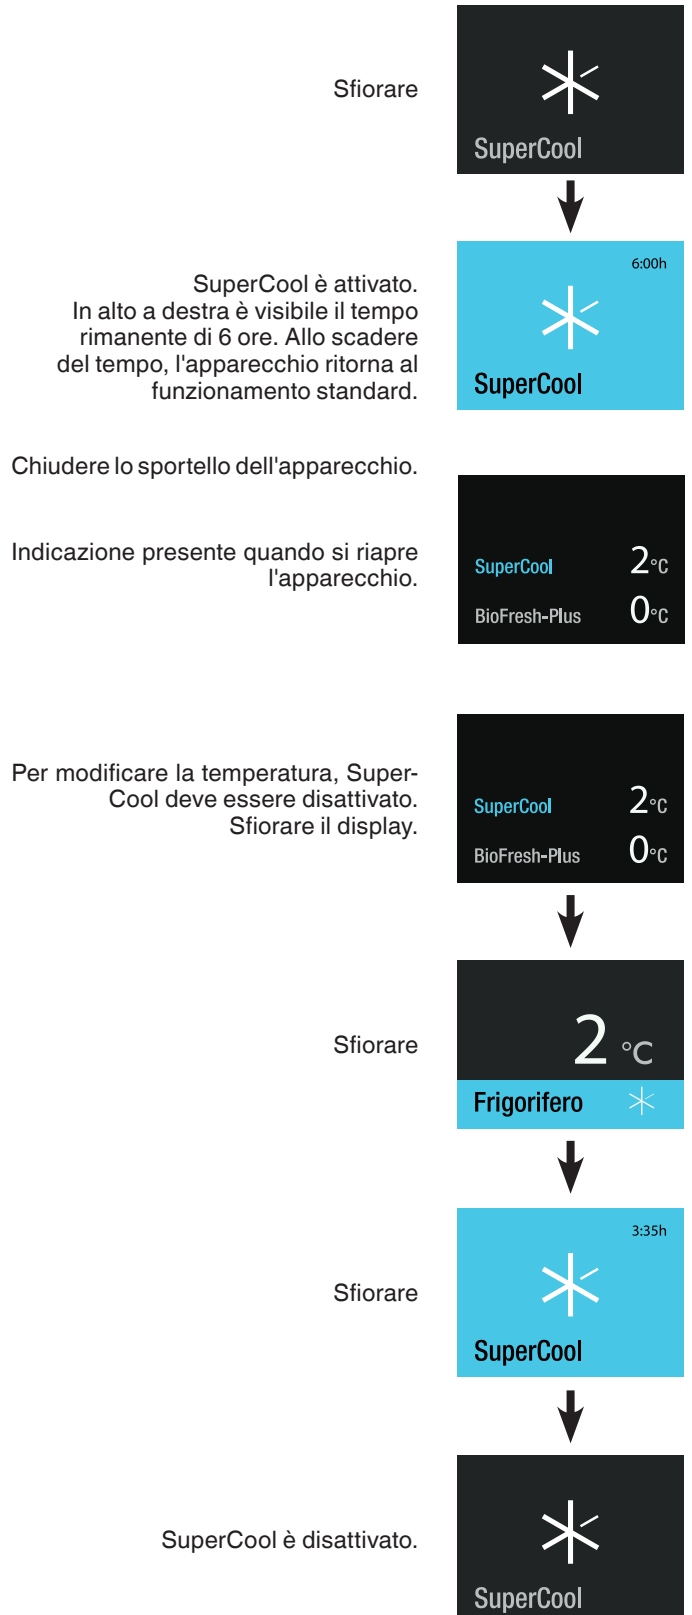 Sfiorare
SuperCool
SuperCool è attivato.
In alto a destra è visibile il tempo
rimanente di 6 ore. Allo scadere
del tempo, l'apparecchio ritorna al
funzionamento standard.
6:00h
SuperCool
Chiudere lo sportello dell'apparecchio.
Indicazione presente quando si riapre
l'apparecchio.
SuperCool 2°C
BioFresh-Plus 0°C
Per modificare la temperatura, Super-
Cool deve essere disattivato.
Sfiorare il display.
SuperCool 2°C
BioFresh-Plus 0°C
Sfiorare
2 °C
Frigorifero
Sfiorare
3:35h
SuperCool
SuperCool è disattivato.
SuperCool